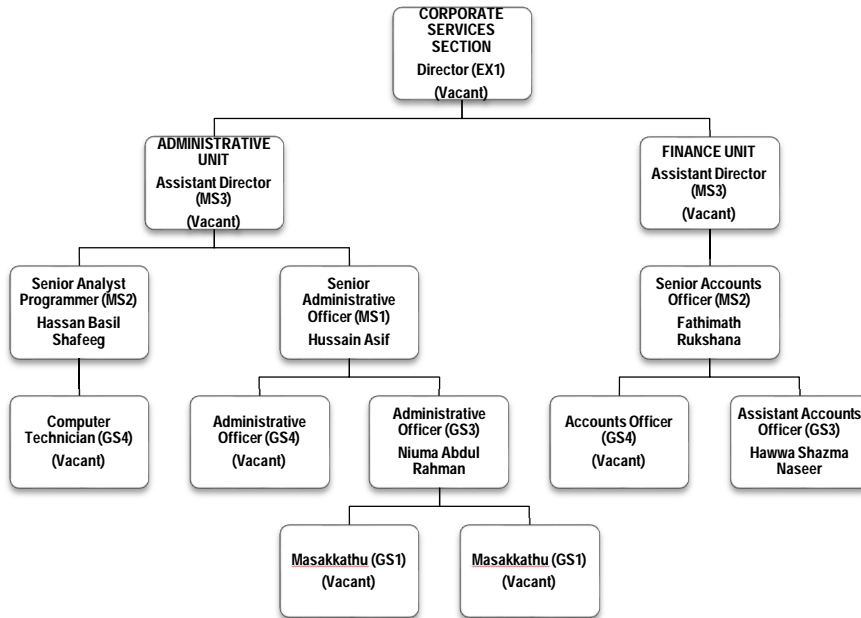 CORPORATE
SERVICES
SECTION
Director (EX1)
(Vacant)
ADMINISTRATIVE
UNIT
Assistant Director
(MS3)
(Vacant)
FINANCE UNIT
Assistant Director
(MS3)
(Vacant)
Senior Analyst
Programmer (MS2)
Hassan Basil
Shafeeg
Senior
Administrative
Officer (MS1)
Hussain Asif
Senior Accounts
Officer (MS2)
Fathimath
Rukshana
Computer
Technician (GS4)
(Vacant)
Administrative
Officer (GS4)
(Vacant)
Administrative
Officer (GS3)
Niuma Abdul
Rahman
Accounts Officer
(GS4)
(Vacant)
Assistant Accounts
Officer (GS3)
Hawwa Shazma
Naseer
Masakkathu (GS1)
(Vacant)
Masakkathu (GS1)
(Vacant)